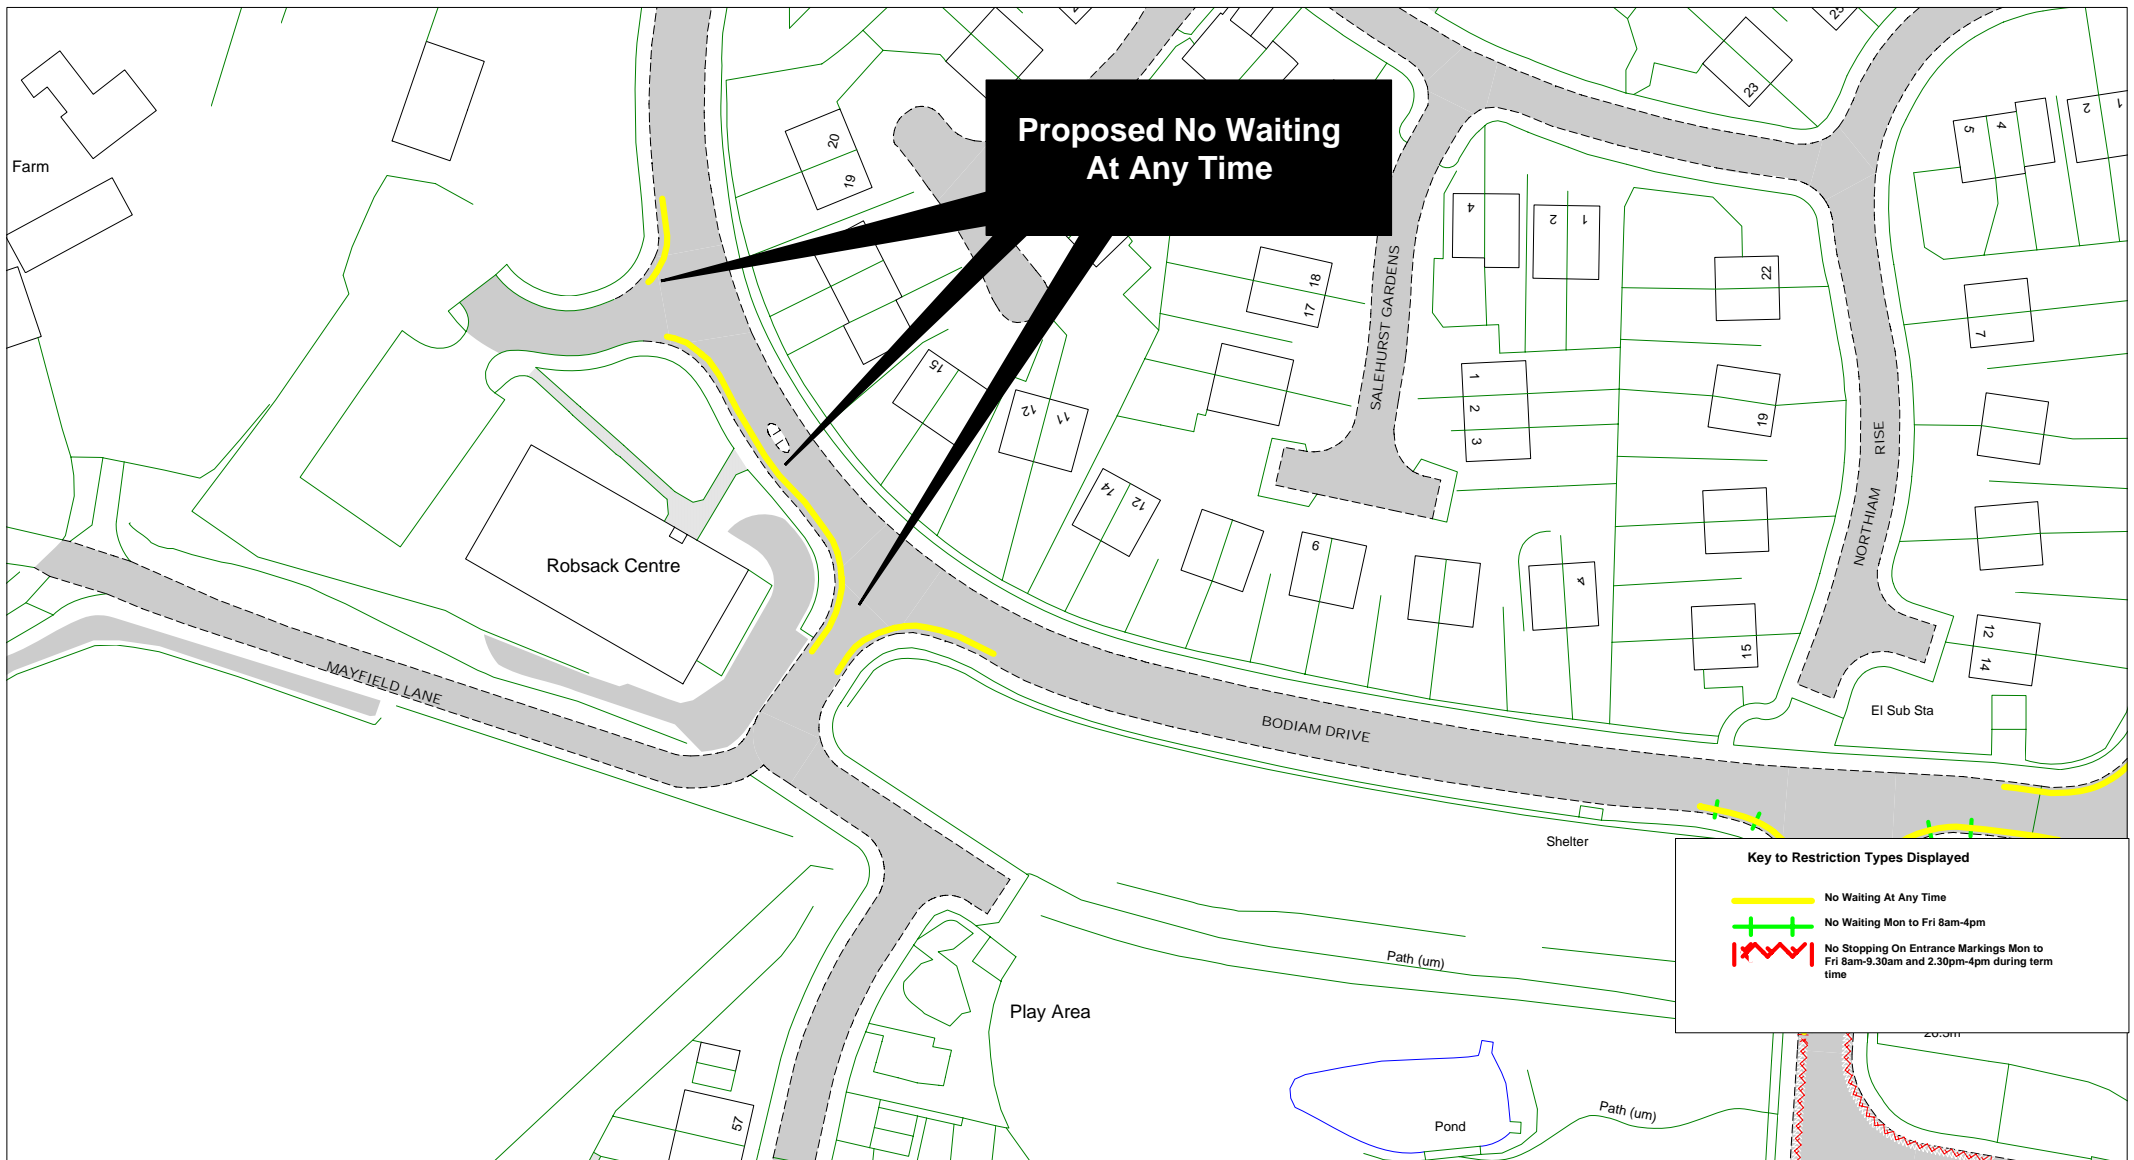 25
23
Proposed No Waiting
At Any Time
20
19
5
4
2
1
Farm
4
2
1
18
17
22
7
SALEHURST GARDENS
15
12
11
1
2
3
19
14
12
RISE
NORTHIAM
9
4
Robsack Centre
12
14
15
MAYFIELD LANE
El Sub Sta
BODIAM DRIVE
Shelter
Key to Restriction Types Displayed
No Waiting At Any Time
No Waiting Mon to Fri 8am-4pm
No Stopping On Entrance Markings Mon to
Fri 8am-9.30am and 2.30pm-4pm during term
time
Path (um)
Play Area
Path (um)
Pond
57